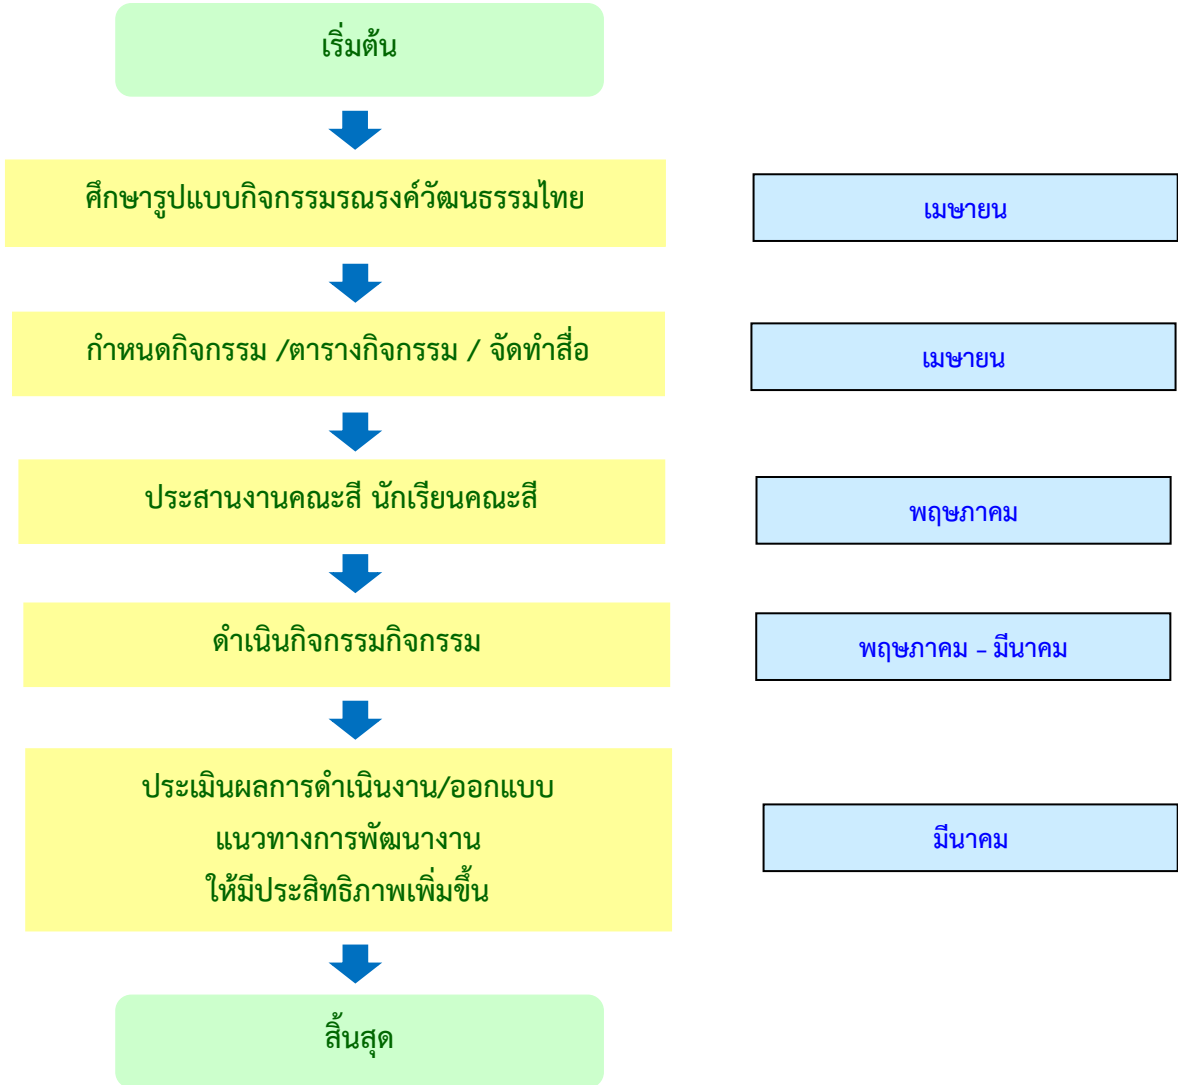 เริ่มต้น
ศึกษารูปแบบกิจกรรมรณรงค์วัฒนธรรมไทย
เมษายน
กำหนดกิจกรรม /ตารางกิจกรรม / จัดทำสื่อ
เมษายน
ประสานงานคณะสี นักเรียนคณะสี
พฤษภาคม
ดำเนินกิจกรรมกิจกรรม
พฤษภาคม – มีนาคม
ประเมินผลการดำเนินงาน/ออกแบบ
แนวทางการพัฒนางาน
ให้มีประสิทธิภาพเพิ่มขึ้น
มีนาคม
สิ้นสุด